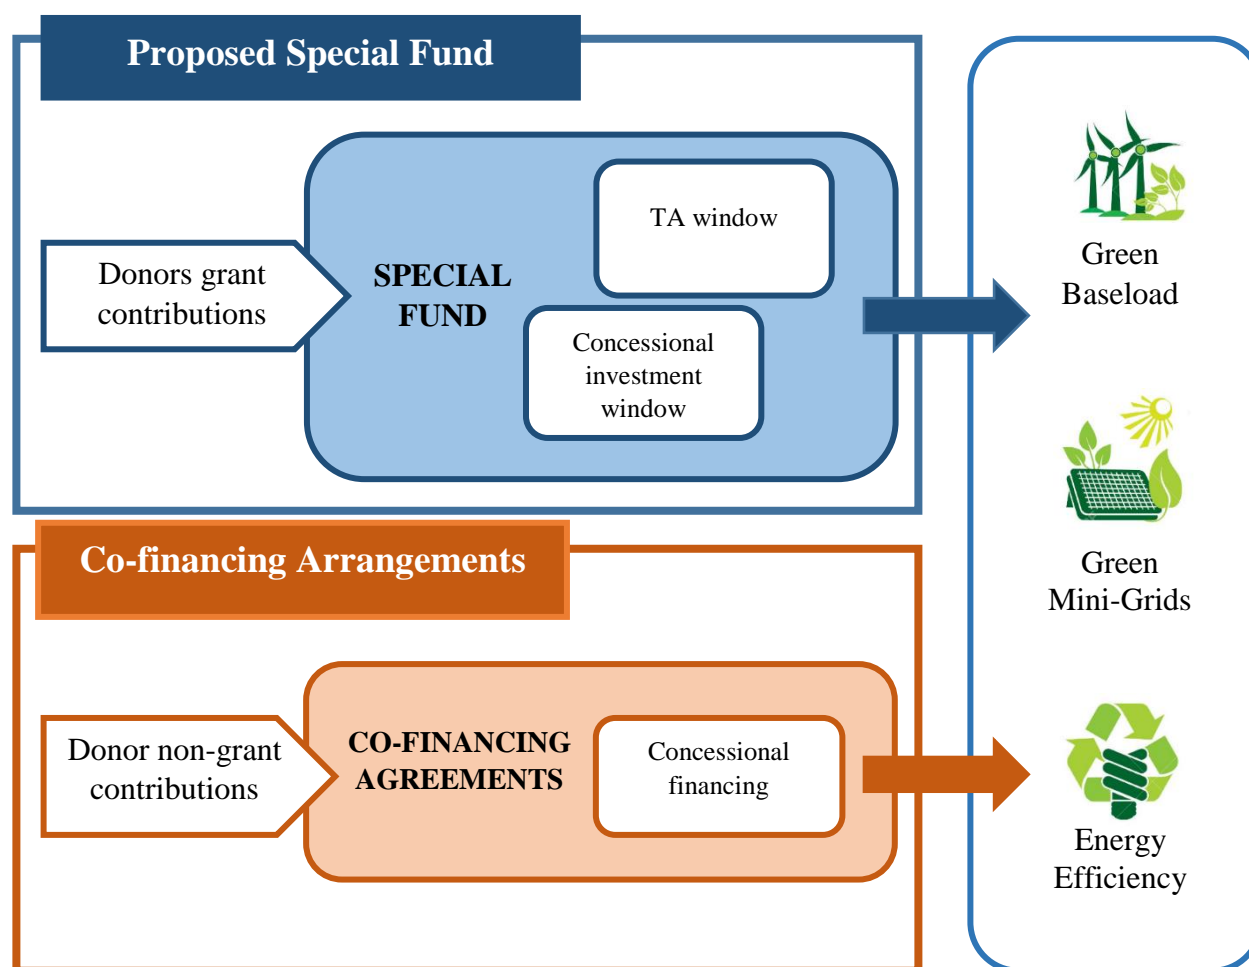 Proposed Special Fund
Donors grant
contributions
SPECIAL
FUND
TA window
Concessional
investment
window
Co-financing Arrangements
Donor non-grant
contributions
CO-FINANCING
AGREEMENTS
Concessional
financing
Green
Baseload
Green
Mini-Grids
Energy
Efficiency